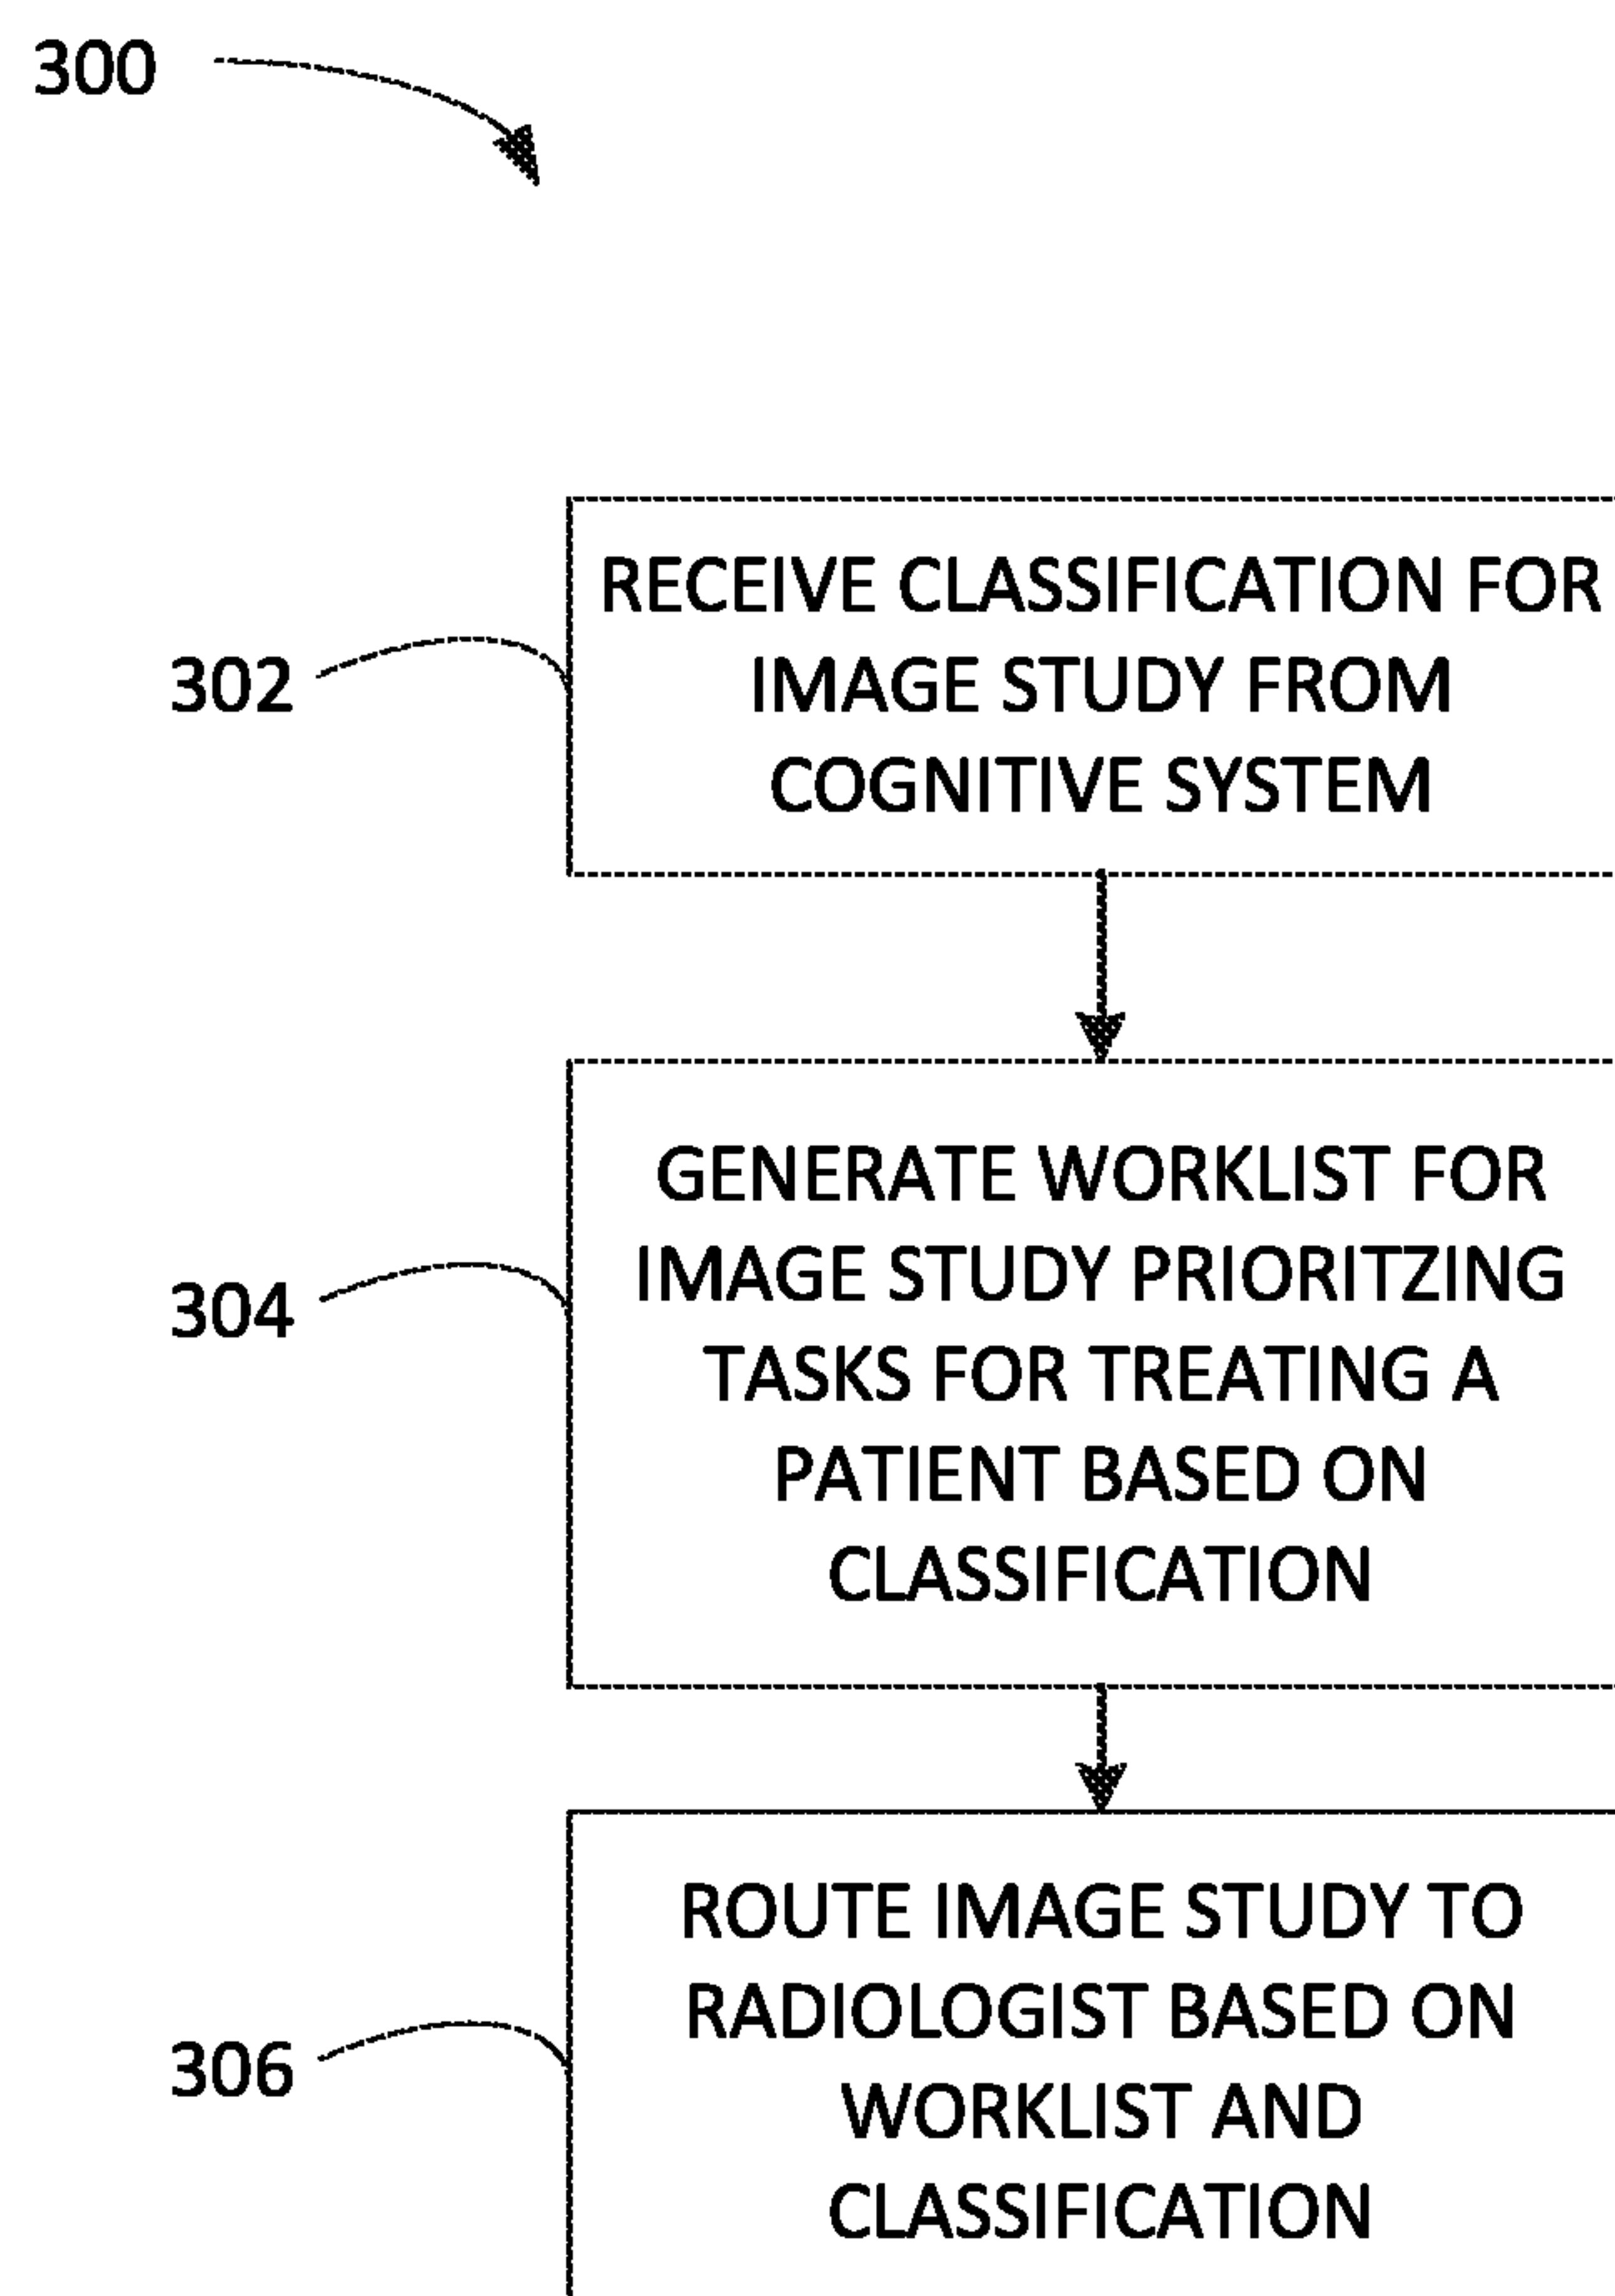 300
302
RECEIVE CLASSIFICATION FOR
IMAGE STUDY FROM
COGNITIVE SYSTEM
304
GENERATE WORKLIST FOR
IMAGE STUDY PRIORITZING
TASKS FOR TREATING A
PATIENT BASED ON
CLASSIFICATION
306
ROUTE IMAGE STUDY TO
RADIOLOGIST BASED ON
WORKLIST AND
CLASSIFICATION